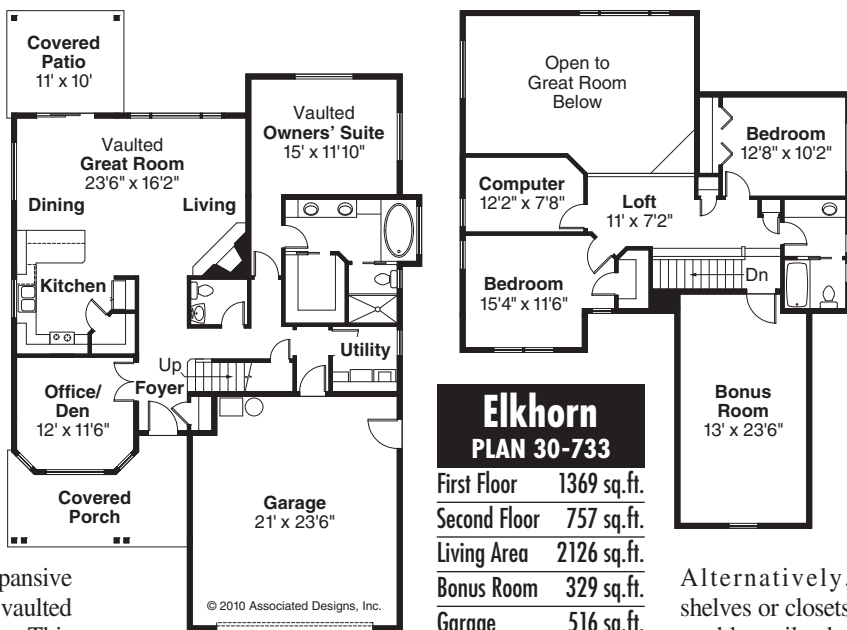 Covered
Patio
11' x 10'
Vaulted
Great Room
23'6" x 16'2"
Dining
Living
Vaulted
Owners' Suite
15' x 11'10"
Kitchen
Utility
Up
Foyer
Office/
Den
12' x 11'6"
Covered
Porch
Garage
21' x 23'6"
© 2010 Associated Designs, Inc.
Open to
Great Room
Below
Bedroom
12'8" x 10'2"
Computer
12'2" x 7'8"
Loft
11' x 7'2"
Bedroom
15'4" x 11'6"
Dn
Bonus
Room
13' x 23'6"
Elkhorn
PLAN 30-733
First Floor 1369 sq.ft.
Second Floor 757 sq.ft.
Living Area 2126 sq.ft.
Bonus Room 329 sq.ft.
Garage 516 sq.ft.
pansive
vaulted
This
Alternatively,
shelves or closets